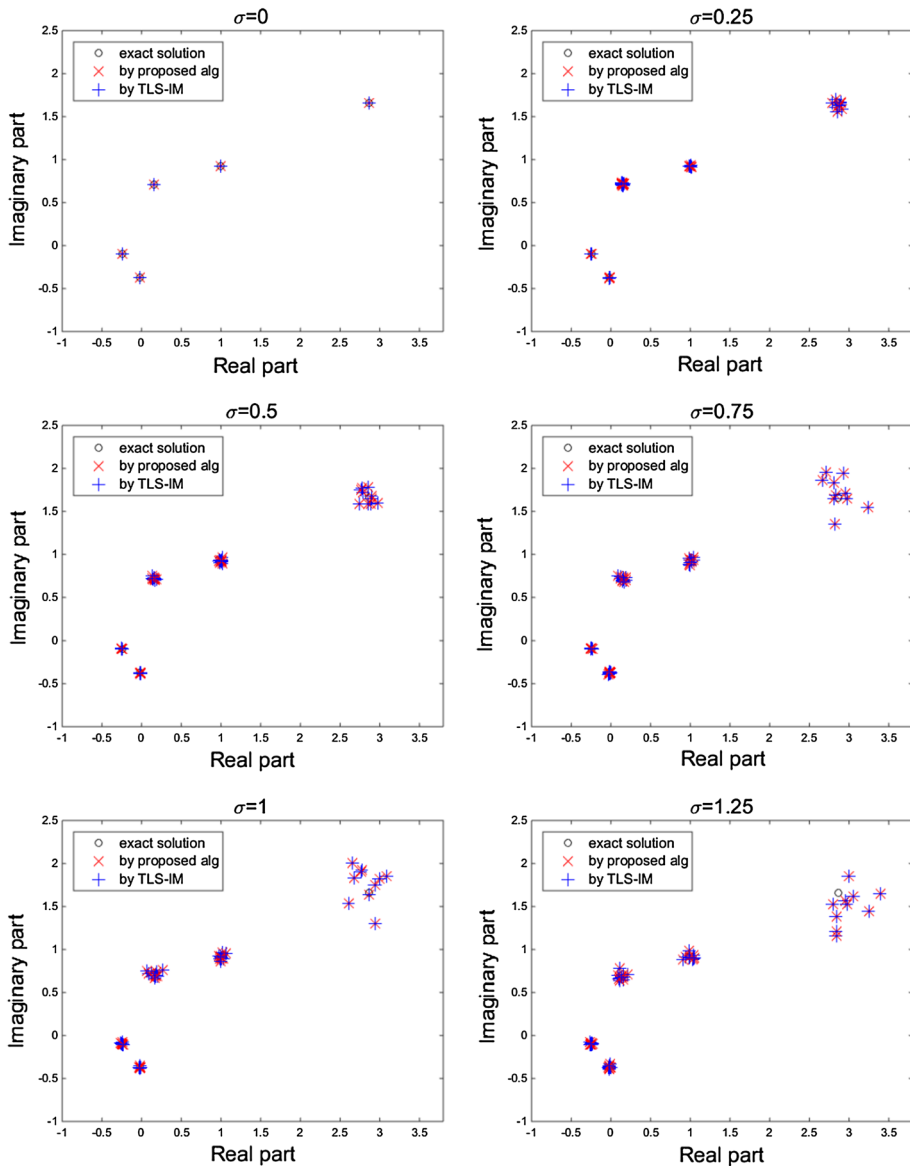 σ=0
2.5
2
1.5
1
0.5
0
-0.5
-1
-1 -0.5 0 0.5 1 1.5 2 2.5 3 3.5
Imaginary part
Real part
exact solution
by proposed alg
by TLS-IM
σ=0.25
2.5
2
1.5
1
0.5
0
-0.5
-1
-1 -0.5 0 0.5 1 1.5 2 2.5 3 3.5
Imaginary part
Real part
exact solution
by proposed alg
by TLS-IM
σ=0.5
2.5
2
1.5
1
0.5
0
-0.5
-1
-1 -0.5 0 0.5 1 1.5 2 2.5 3 3.5
Imaginary part
Real part
exact solution
by proposed alg
by TLS-IM
σ=0.75
2.5
2
1.5
1
0.5
0
-0.5
-1
-1 -0.5 0 0.5 1 1.5 2 2.5 3 3.5
Imaginary part
Real part
exact solution
by proposed alg
by TLS-IM
σ=1
2.5
2
1.5
1
0.5
0
-0.5
-1
-1 -0.5 0 0.5 1 1.5 2 2.5 3 3.5
Imaginary part
Real part
exact solution
by proposed alg
by TLS-IM
σ=1.25
2.5
2
1.5
1
0.5
0
-0.5
-1
-1 -0.5 0 0.5 1 1.5 2 2.5 3 3.5
Imaginary part
Real part
exact solution
by proposed alg
by TLS-IM